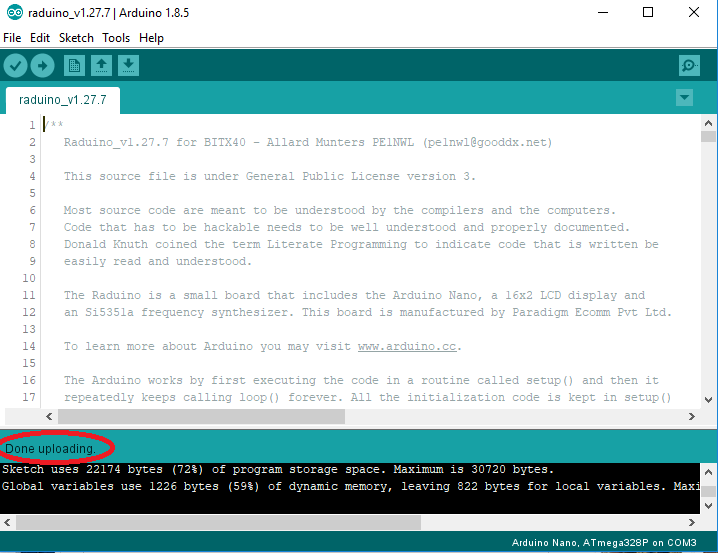 raduino_v1.27.7 | Arduino 1.8.5
File Edit Sketch Tools Help
raduino_v1.27.7
1 /**
2 Raduino_v1.27.7 for BITX40 - Allard Munters PE1NWL (pe1nwl@gooddx.net)
3
4 This source file is under General Public License version 3.
5
6 Most source code are meant to be understood by the compilers and the computers.
7 Code that has to be hackable needs to be well understood and properly documented.
8 Donald Knuth coined the term Literate Programming to indicate code that is written be
9 easily read and understood.
10
11 The Raduino is a small board that includes the Arduino Nano, a 16x2 LCD display and
12 an Si5351a frequency synthesizer. This board is manufactured by Paradigm Ecomm Pvt Ltd.
13
14 To learn more about Arduino you may visit www.arduino.cc.
15
16 The Arduino works by first executing the code in a routine called setup() and then it
17 repeatedly keeps calling loop() forever. All the initialization code is kept in setup()
Done uploading.
Sketch uses 22174 bytes (72%) of program storage space. Maximum is 30720 bytes.
Global variables use 1226 bytes (59%) of dynamic memory, leaving 822 bytes for local variables. Maxi
Arduino Nano, ATmega328P on COM3